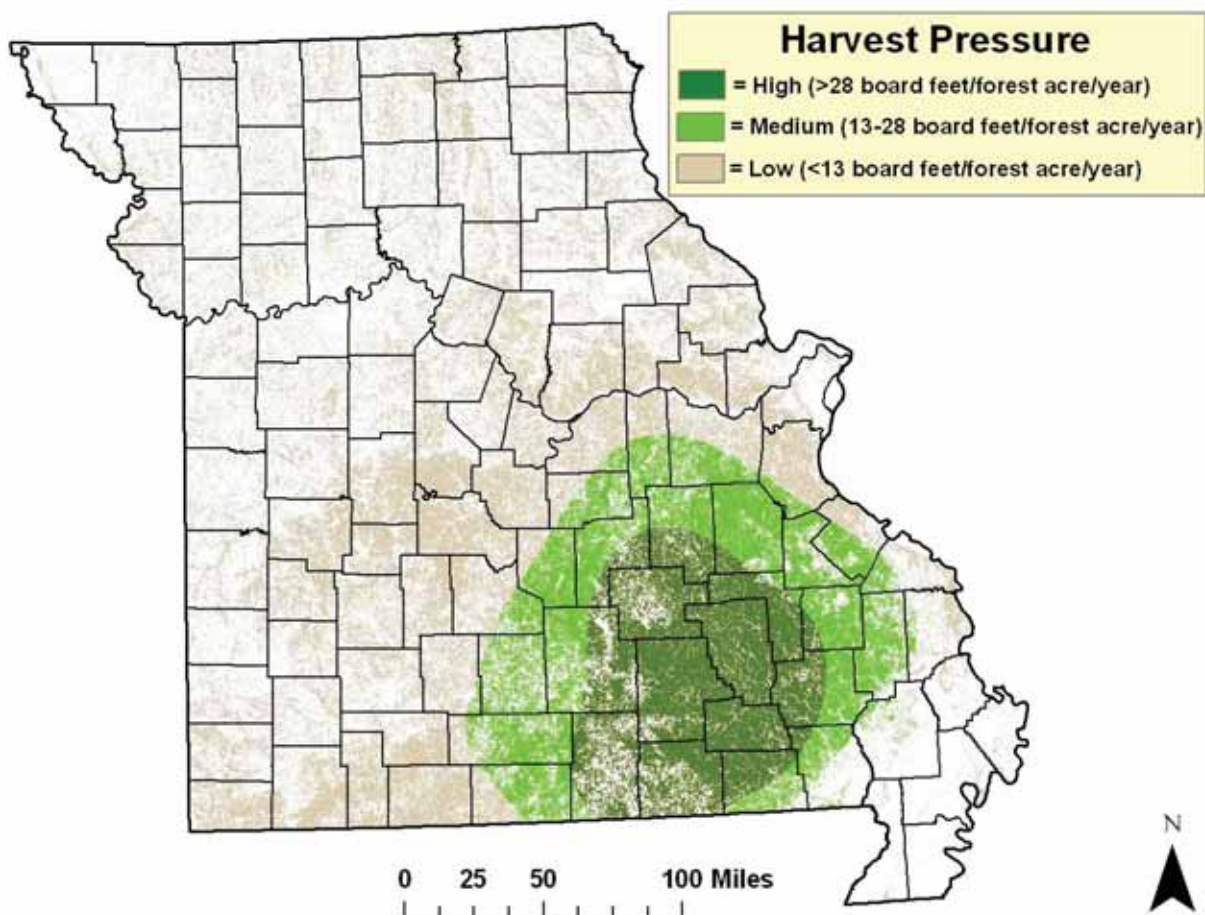 Harvest Pressure
= High (>28 board feet/forest acre/year)
= Medium (13-28 board feet/forest acre/year)
= Low (<13 board feet/forest acre/year)
0 25 50 100 Miles
N